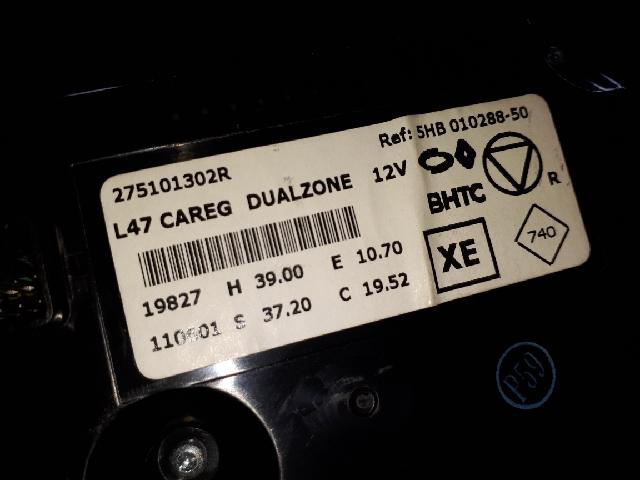 Ref: 5HB 010288-50
275101302R
L47 CAREG DUALZONE 12V
BHTC
R
XE
740
19827 H 39.00 E 10.70
110601 S 37.20 C 19.52
P59